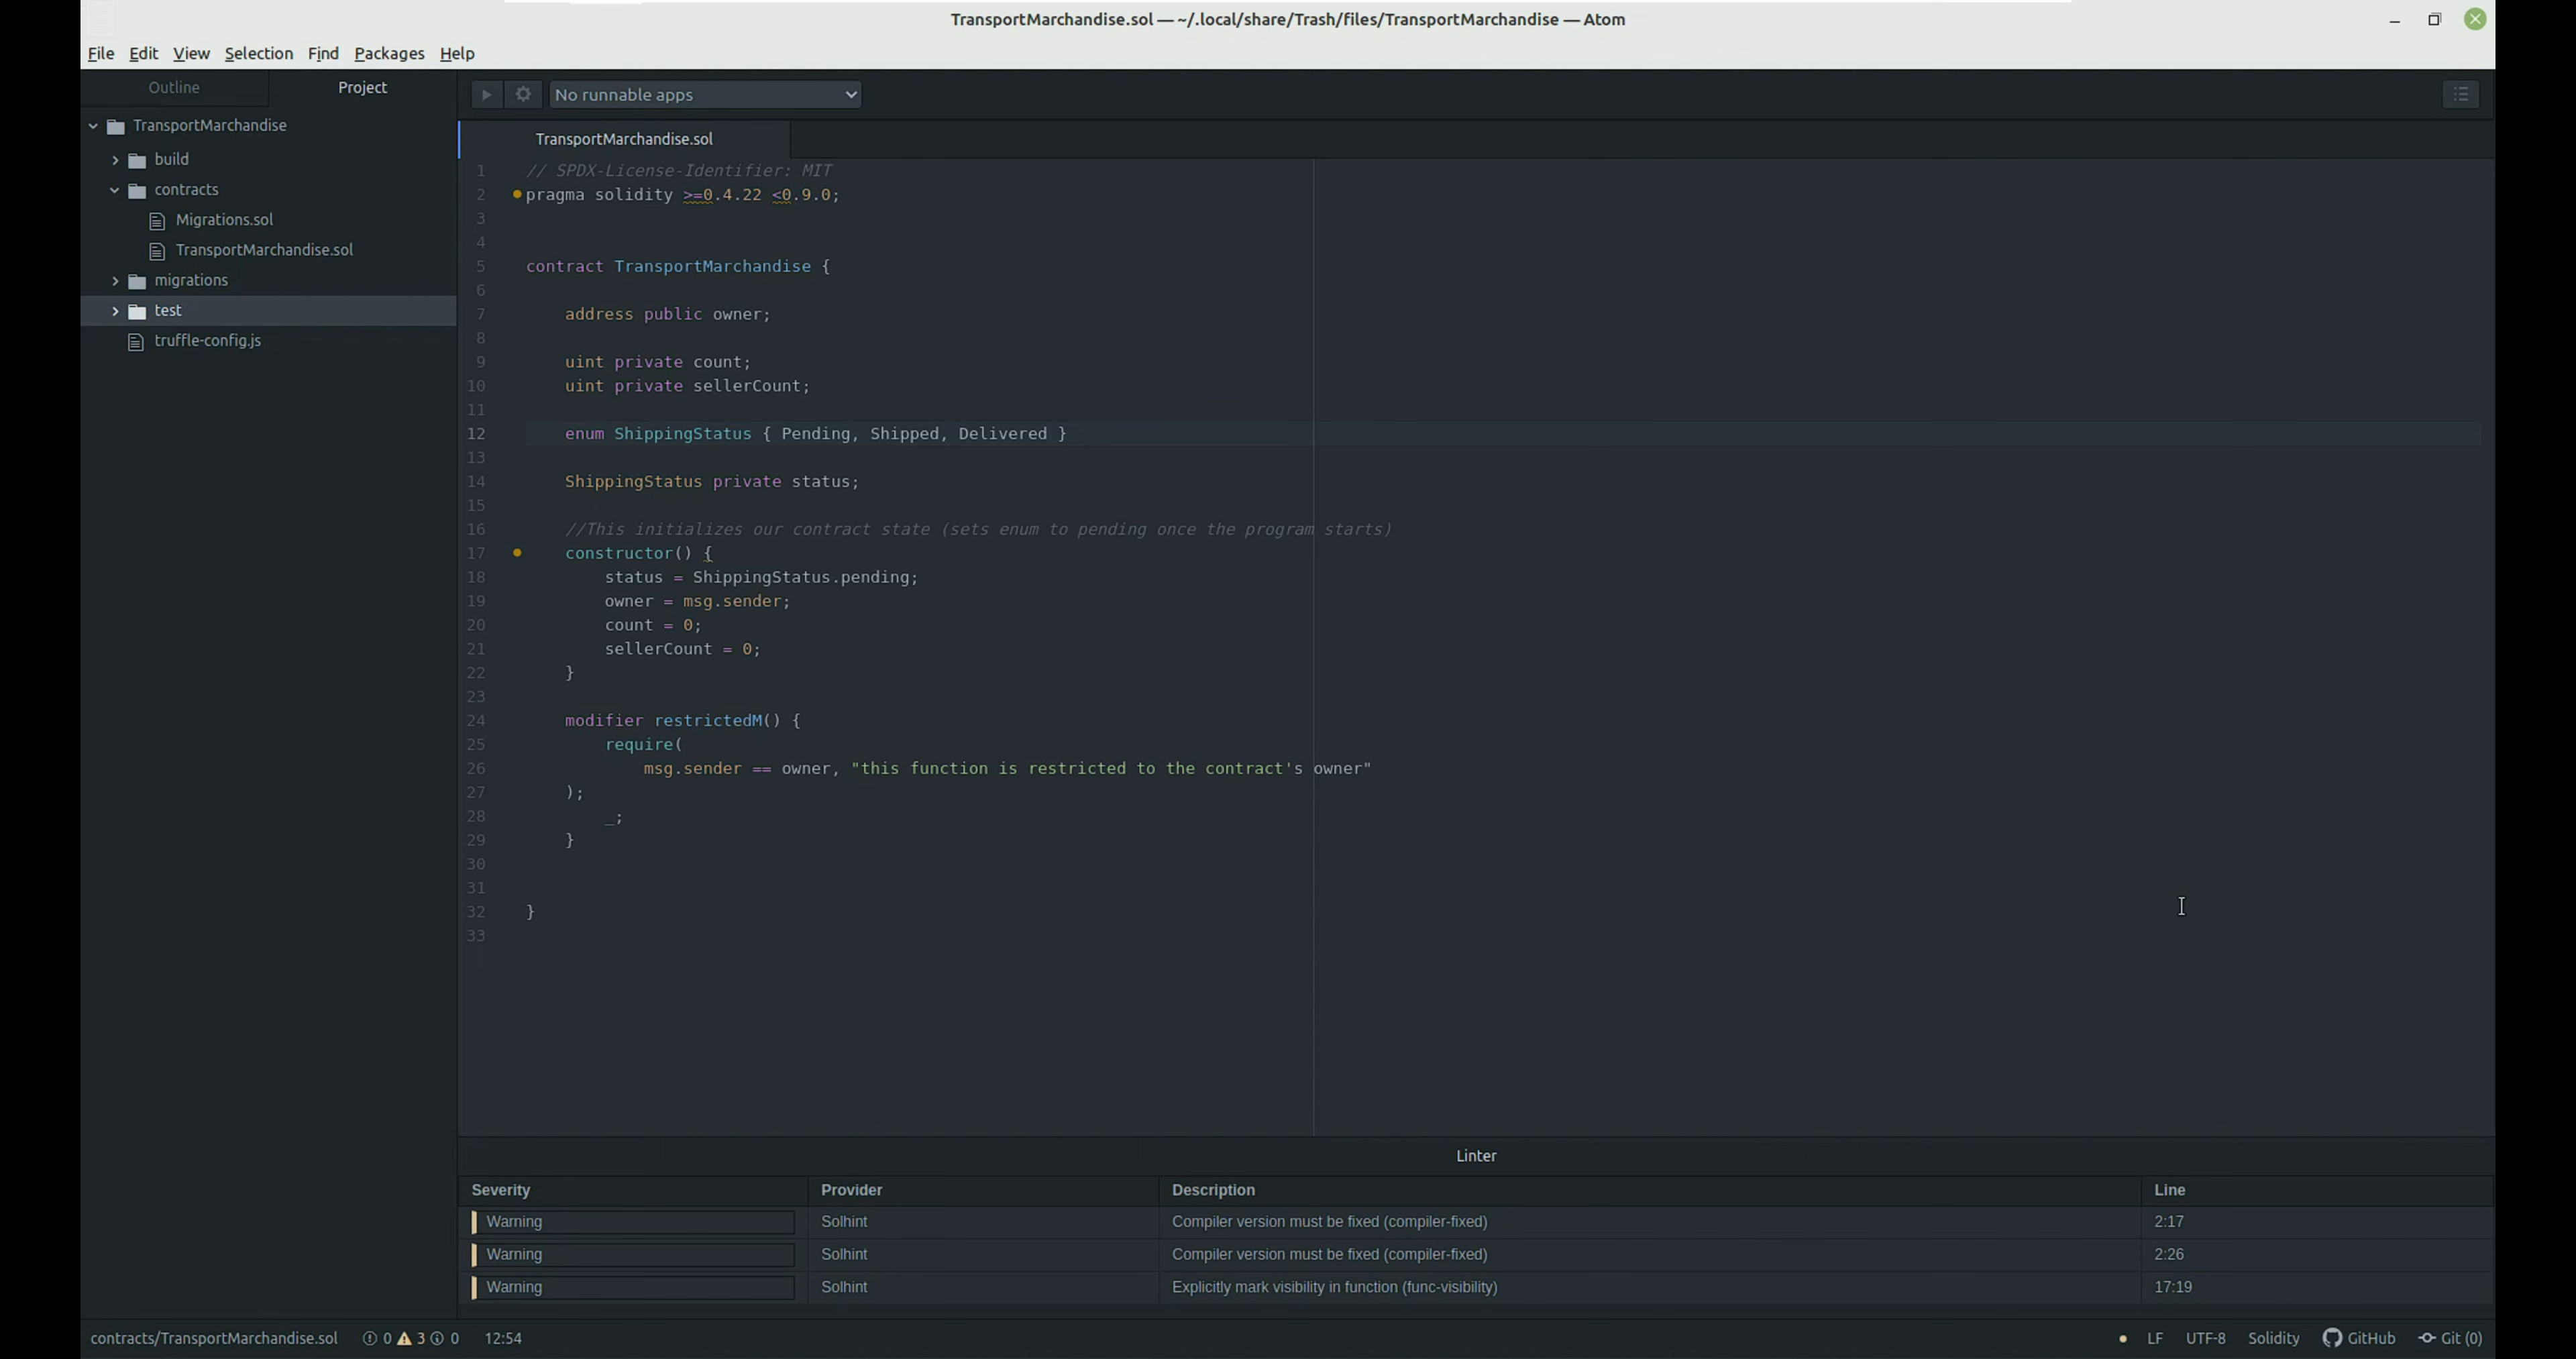 TransportMarchandise.sol — ~/.local/share/Trash/files/TransportMarchandise — Atom
File Edit View Selection Find Packages Help
Outline Project
No runnable apps
TransportMarchandise
build
contracts
Migrations.sol
TransportMarchandise.sol
migrations
test
truffle-config.js
TransportMarchandise.sol
1 // SPDX-License-Identifier: MIT
2 pragma solidity >=0.4.22 <0.9.0;
3
4
5 contract TransportMarchandise {
6
7 address public owner;
8
9 uint private count;
10 uint private sellerCount;
11
12 enum ShippingStatus { Pending, Shipped, Delivered }
13
14 ShippingStatus private status;
15
16 //This initializes our contract state (sets enum to pending once the program starts)
17 constructor() {
18 status = ShippingStatus.pending;
19 owner = msg.sender;
20 count = 0;
21 sellerCount = 0;
22 }
23
24 modifier restrictedM() {
25 require(
26 msg.sender == owner, "this function is restricted to the contract's owner"
27 );
28 _;
29 }
30
31
32 }
33
Linter
Severity Provider Description Line
Warning Solhint Compiler version must be fixed (compiler-fixed) 2:17
Warning Solhint Compiler version must be fixed (compiler-fixed) 2:26
Warning Solhint Explicitly mark visibility in function (func-visibility) 17:19
contracts/TransportMarchandise.sol 0 3 0 12:54 LF UTF-8 Solidity GitHub Git (0)